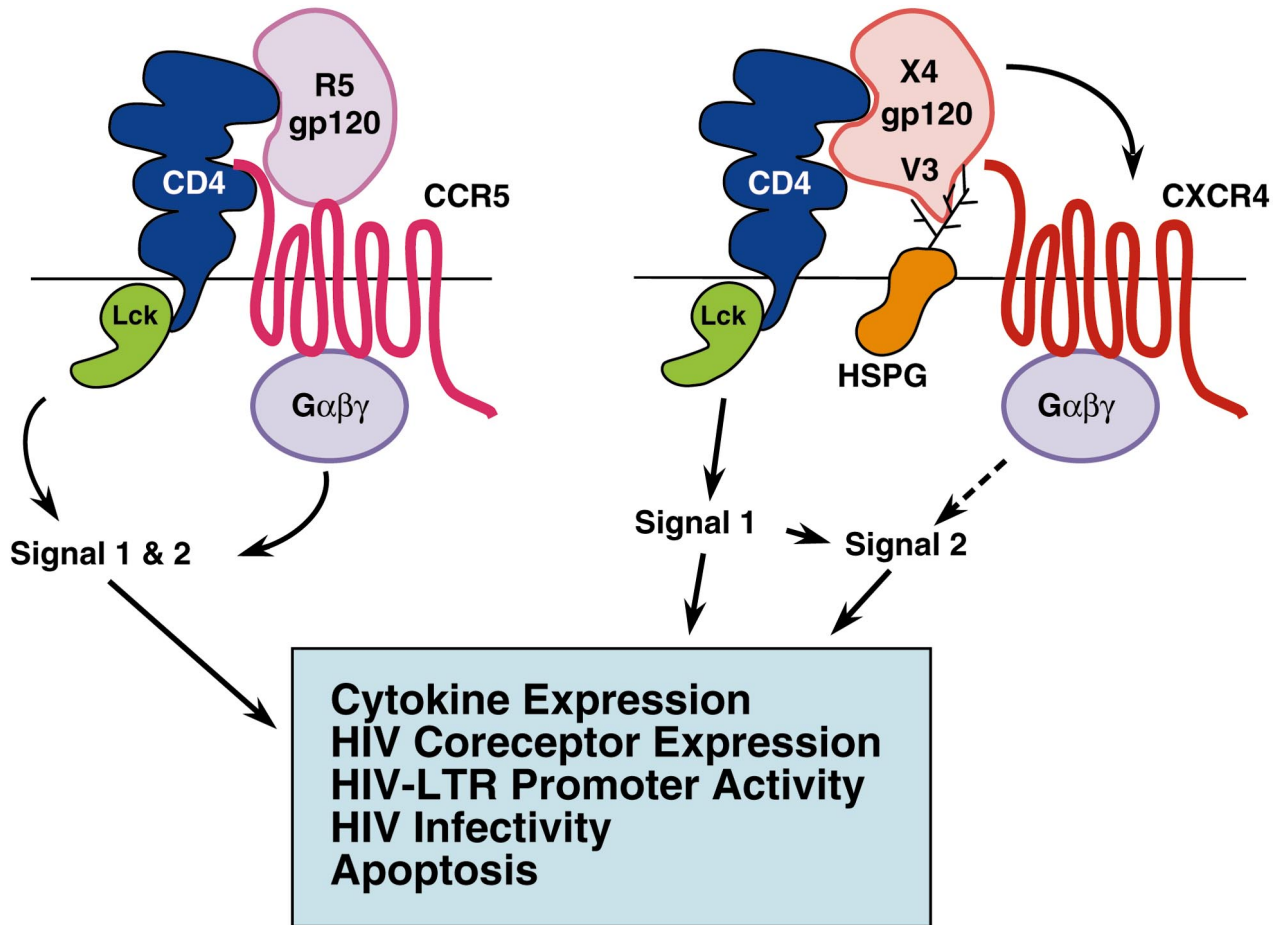 R5
gp120
CD4
CCR5
Lck
Gαβγ
Signal 1 & 2
X4
gp120
V3
CD4
CXCR4
Lck
HSPG
Gαβγ
Signal 1
Signal 2
Cytokine Expression
HIV Coreceptor Expression
HIV-LTR Promoter Activity
HIV Infectivity
Apoptosis